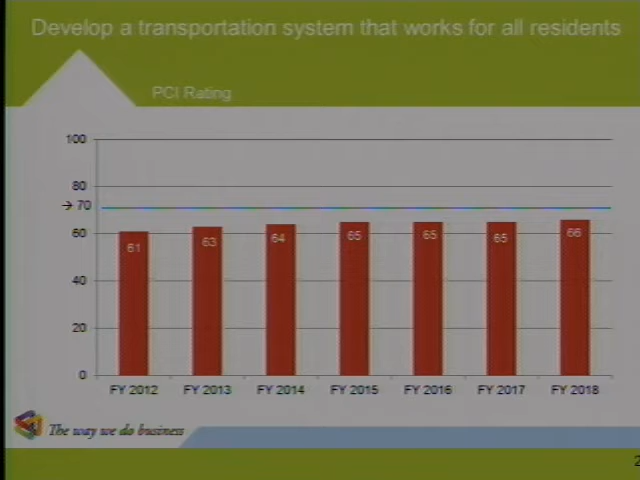 Develop a transportation system that works for all residents
PCI Rating
100
80
→ 70
60
40
20
0
61
63
64
65
65
65
66
FY 2012
FY 2013
FY 2014
FY 2015
FY 2016
FY 2017
FY 2018
The way we do business
2